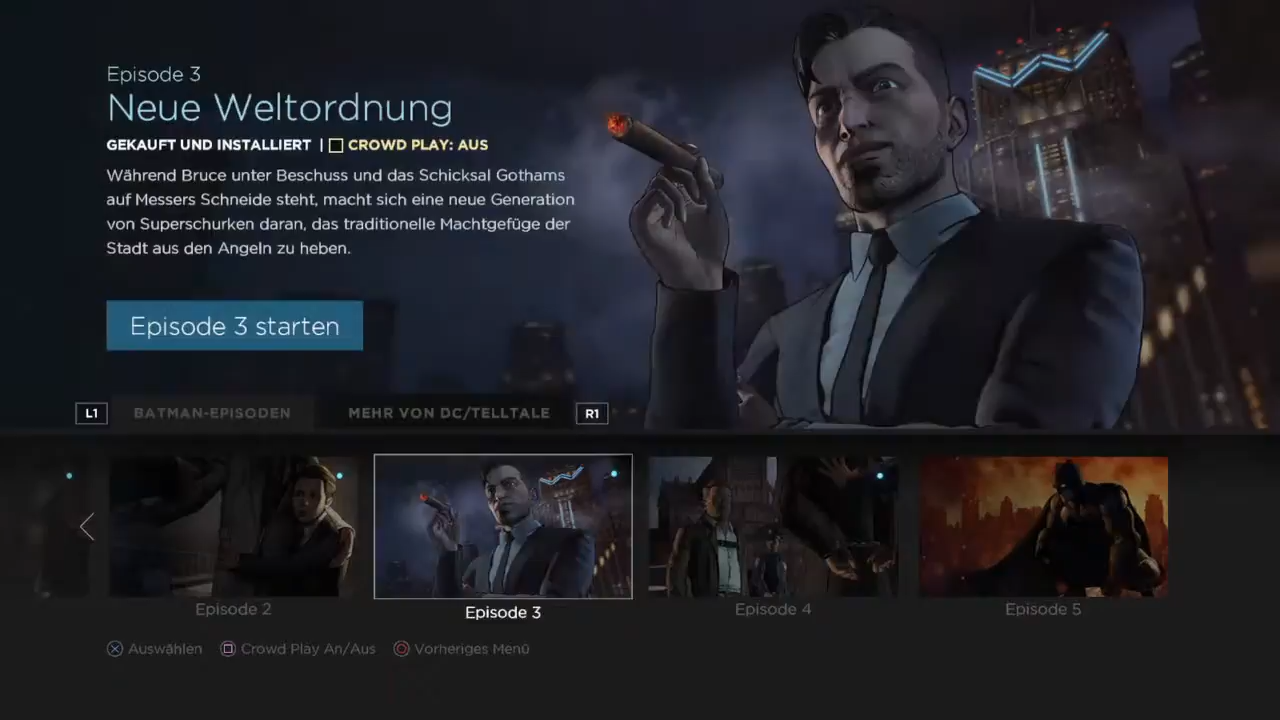 Episode 3
Neue Weltordnung
GEKAUFT UND INSTALLIERT | CROWD PLAY: AUS
Während Bruce unter Beschuss und das Schicksal Gothams
auf Messers Schneide steht, macht sich eine neue Generation
von Superschurken daran, das traditionelle Machtgefüge der
Stadt aus den Angeln zu heben.
Episode 3 starten
L1 BATMAN-EPISODEN MEHR VON DC/TELLTALE R1
Episode 2 Episode 3 Episode 4 Episode 5
Auswählen Crowd Play An/Aus Vorheriges Menü